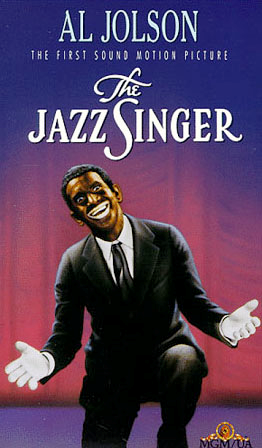 AL JOLSON
THE FIRST SOUND MOTION PICTURE
The
JAZZ SINGER
MGM/UA